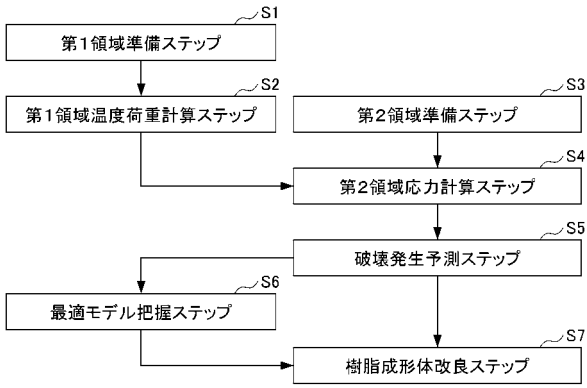 S1
第1領域準備ステップ
S2
第1領域温度荷重計算ステップ
S3
第2領域準備ステップ
S4
第2領域応力計算ステップ
S5
破壊発生予測ステップ
S6
最適モデル把握ステップ
S7
樹脂成形体改良ステップ